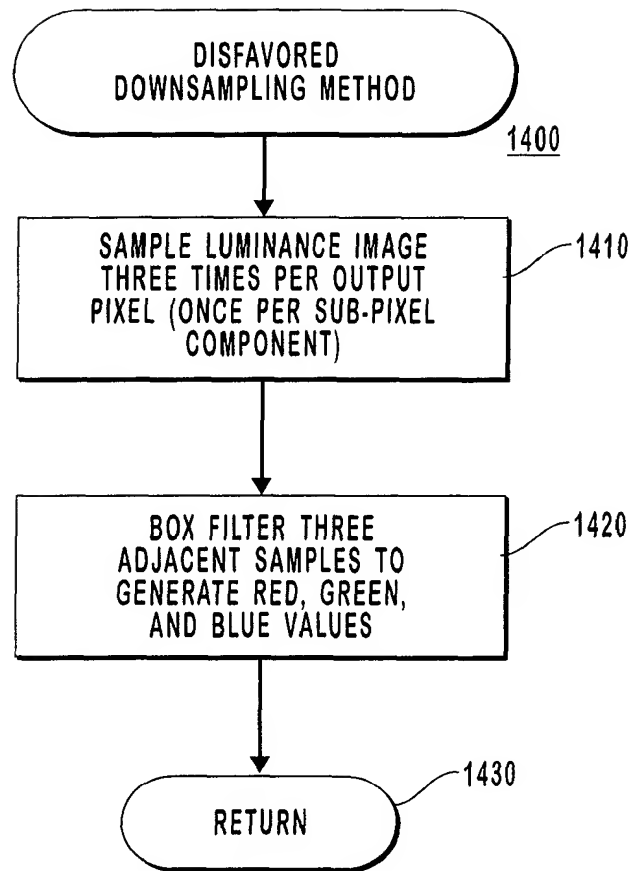 DISFAVORED
DOWNSAMPLING METHOD
1400
SAMPLE LUMINANCE IMAGE
THREE TIMES PER OUTPUT
PIXEL (ONCE PER SUB-PIXEL
COMPONENT)
1410
BOX FILTER THREE
ADJACENT SAMPLES TO
GENERATE RED, GREEN,
AND BLUE VALUES
1420
RETURN
1430